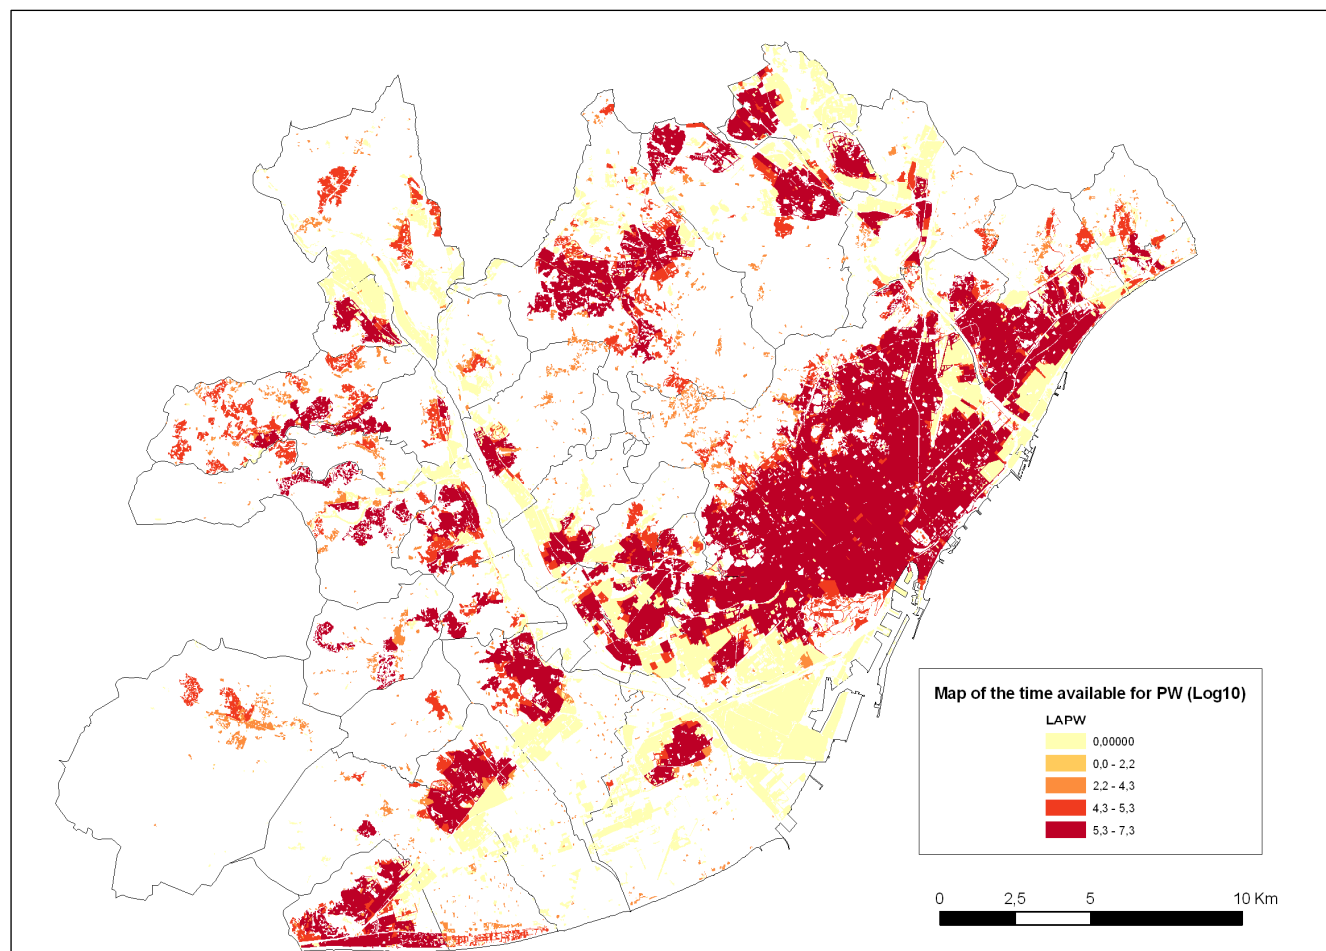 Map of the time available for PW (Log10)
LAPW
0,00000
0,0 - 2,2
2,2 - 4,3
4,3 - 5,3
5,3 - 7,3
0 2,5 5 10 Km